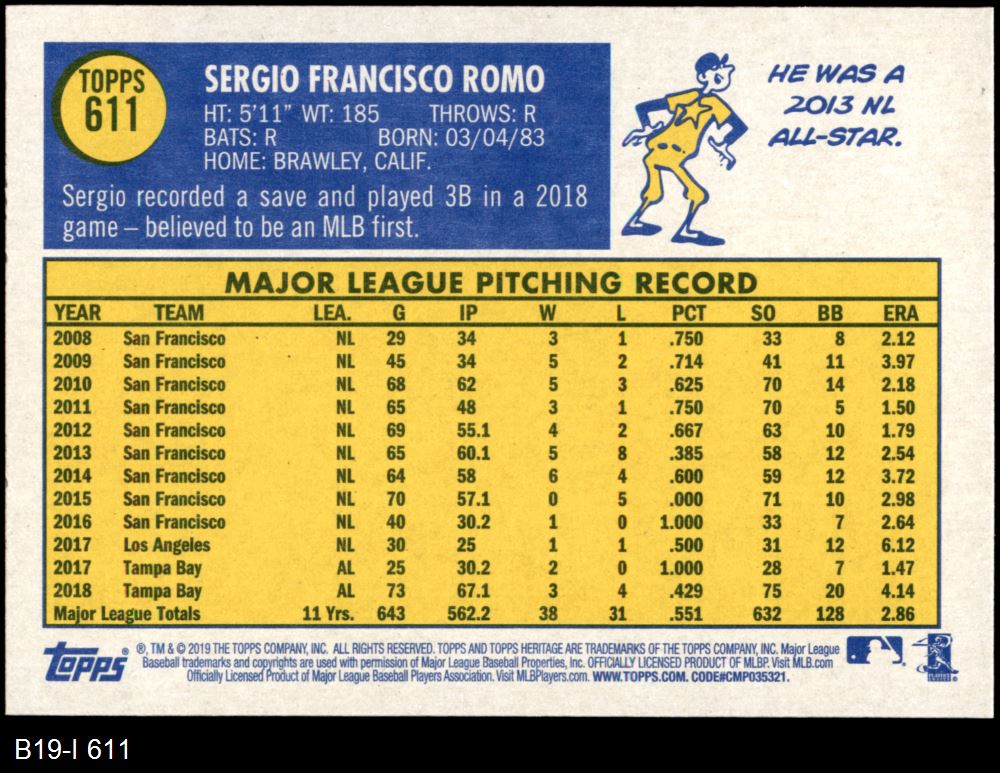 TOPPS
611
SERGIO FRANCISCO ROMO
HT: 5'11" WT: 185 THROWS: R
BATS: R BORN: 03/04/83
HOME: BRAWLEY, CALIF.
Sergio recorded a save and played 3B in a 2018
game – believed to be an MLB first.
HE WAS A
2013 NL
ALL-STAR.
MAJOR LEAGUE PITCHING RECORD
YEAR TEAM LEA. G IP W L PCT SO BB ERA
2008 San Francisco NL 29 34 3 1 .750 33 8 2.12
2009 San Francisco NL 45 34 5 2 .714 41 11 3.97
2010 San Francisco NL 68 62 5 3 .625 70 14 2.18
2011 San Francisco NL 65 48 3 1 .750 70 5 1.50
2012 San Francisco NL 69 55.1 4 2 .667 63 10 1.79
2013 San Francisco NL 65 60.1 5 8 .385 58 12 2.54
2014 San Francisco NL 64 58 6 4 .600 59 12 3.72
2015 San Francisco NL 70 57.1 0 5 .000 71 10 2.98
2016 San Francisco NL 40 30.2 1 0 1.000 33 7 2.64
2017 Los Angeles NL 30 25 1 1 .500 31 12 6.12
2017 Tampa Bay AL 25 30.2 2 0 1.000 28 7 1.47
2018 Tampa Bay AL 73 67.1 3 4 .429 75 20 4.14
Major League Totals 11 Yrs. 643 562.2 38 31 .551 632 128 2.86
topps®
®, TM & © 2019 THE TOPPS COMPANY, INC. ALL RIGHTS RESERVED. TOPPS AND TOPPS HERITAGE ARE TRADEMARKS OF THE TOPPS COMPANY, INC. Major League
Baseball trademarks and copyrights are used with permission of Major League Baseball Properties, Inc. OFFICIALLY LICENSED PRODUCT OF MLBP. Visit MLB.com
Officially Licensed Product of Major League Baseball Players Association. Visit MLBPlayers.com. WWW.TOPPS.COM. CODE#CMP035321.
B19-I 611